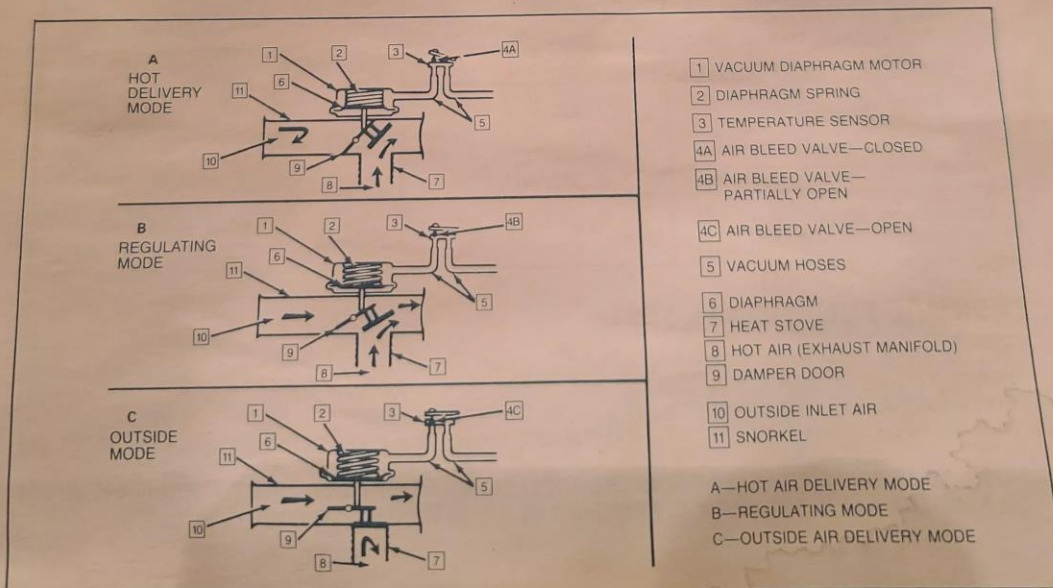 A
HOT
DELIVERY
MODE
1
2
3
4A
6
11
5
10
9
8
7
B
REGULATING
MODE
1
2
3
4B
6
11
5
10
9
8
7
C
OUTSIDE
MODE
1
2
3
4C
6
11
5
10
9
8
7
1 VACUUM DIAPHRAGM MOTOR
2 DIAPHRAGM SPRING
3 TEMPERATURE SENSOR
4A AIR BLEED VALVE—CLOSED
4B AIR BLEED VALVE—
PARTIALLY OPEN
4C AIR BLEED VALVE—OPEN
5 VACUUM HOSES
6 DIAPHRAGM
7 HEAT STOVE
8 HOT AIR (EXHAUST MANIFOLD)
9 DAMPER DOOR
10 OUTSIDE INLET AIR
11 SNORKEL
A—HOT AIR DELIVERY MODE
B—REGULATING MODE
C—OUTSIDE AIR DELIVERY MODE